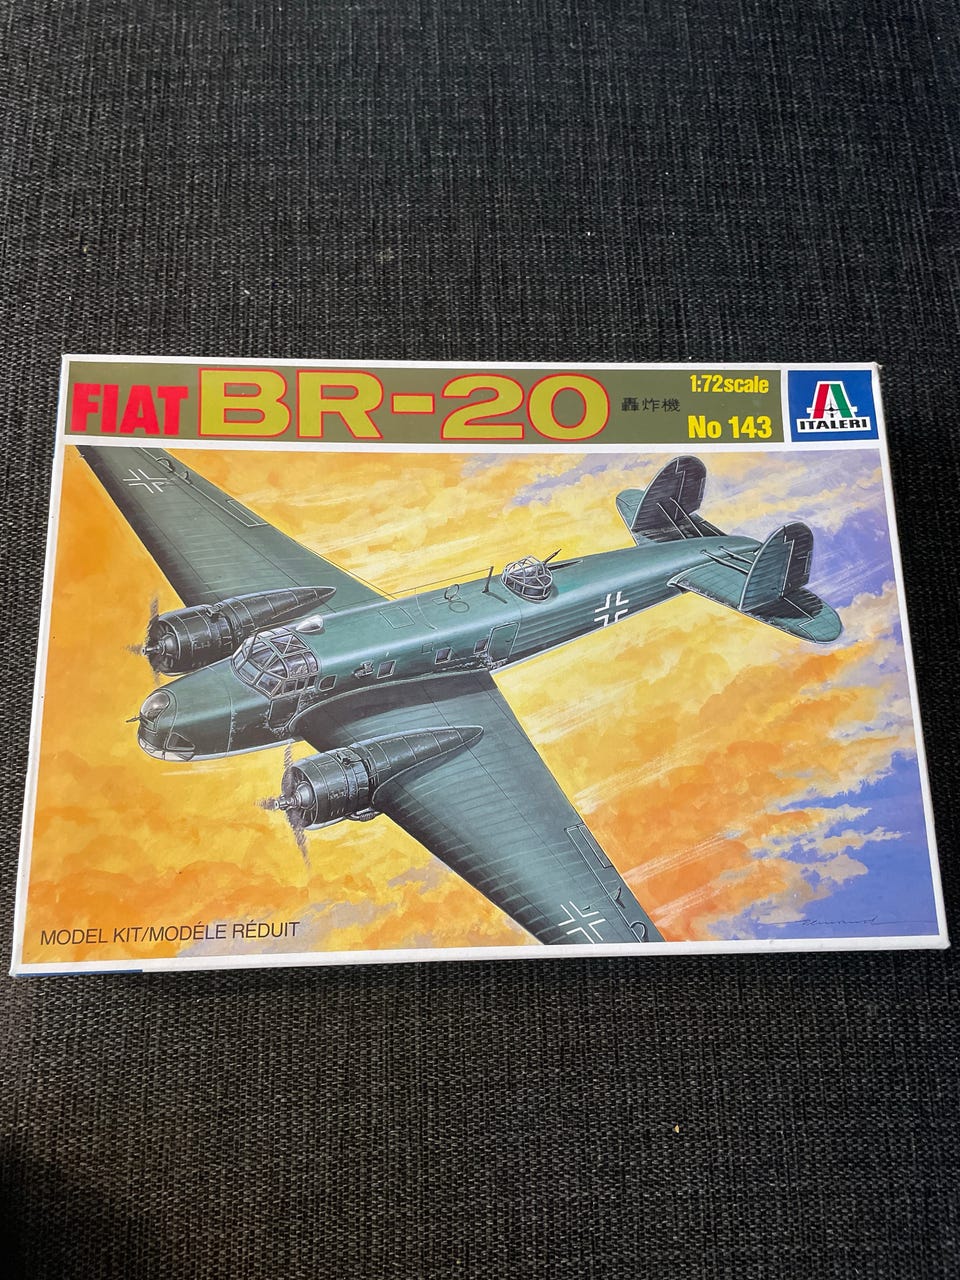 FIAT BR-20 轟炸機
1:72scale
No 143
ITALERI
MODEL KIT/MODÉLE RÉDUIT